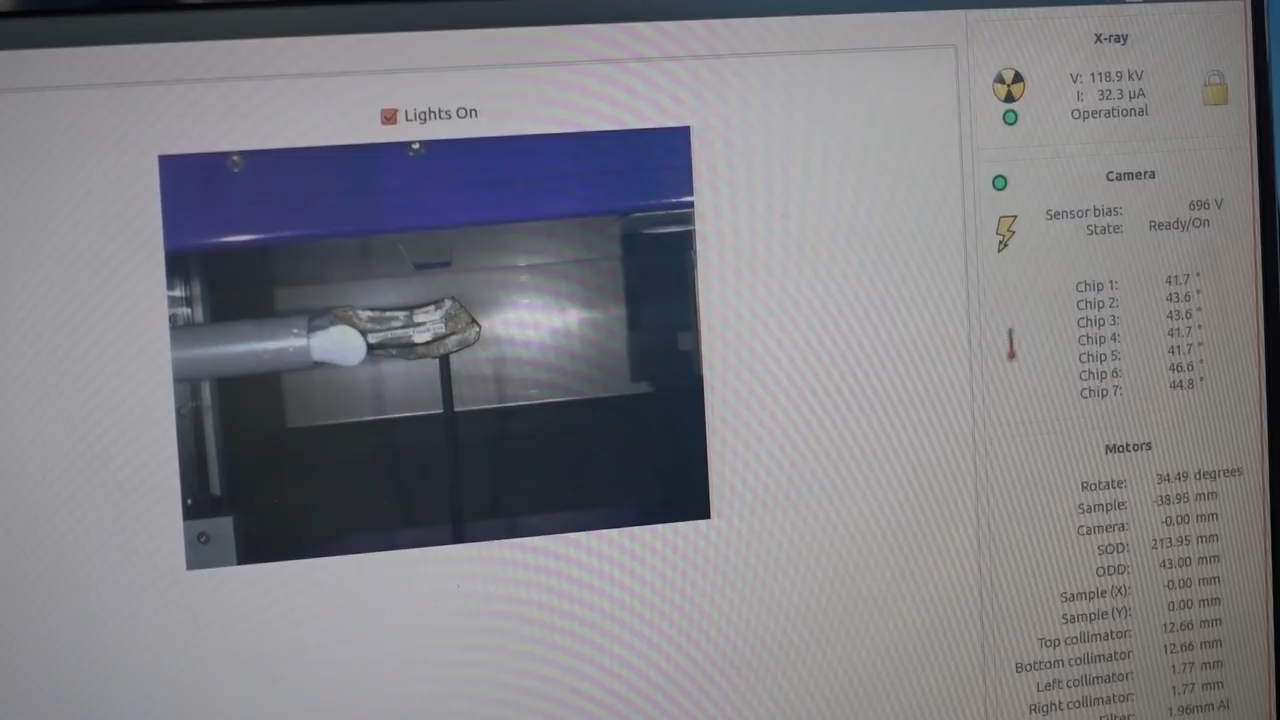 Lights On
X-ray
V: 118.9 kV
I: 32.3 µA
Operational
Camera
Sensor bias: 696 V
State: Ready/On
Chip 1: 41.7 °
Chip 2: 43.6 °
Chip 3: 43.6 °
Chip 4: 41.7 °
Chip 5: 41.7 °
Chip 6: 46.6 °
Chip 7: 44.8 °
Motors
Rotate: 34.49 degrees
Sample: -38.95 mm
Camera: -0.00 mm
SOD: 213.95 mm
ODD: 43.00 mm
Sample (X): -0.00 mm
Sample (Y): 0.00 mm
Top collimator: 12.66 mm
Bottom collimator 12.66 mm
Left collimator: 1.77 mm
Right collimator: 1.77 mm
Filter: 1.96mm Al